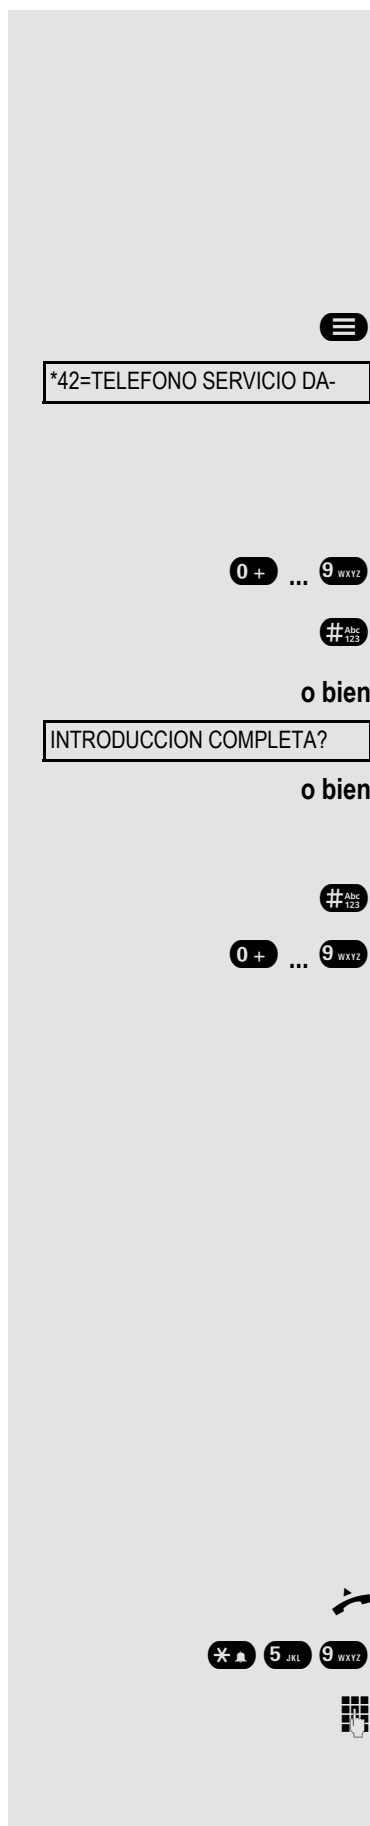 *42=TELEFONO SERVICIO DA-
0 + ... 9 WXYZ
# Abc 123
o bien
INTRODUCCION COMPLETA?
o bien
# Abc 123
0 + ... 9 WXYZ
* 5 JKL 9 WXYZ